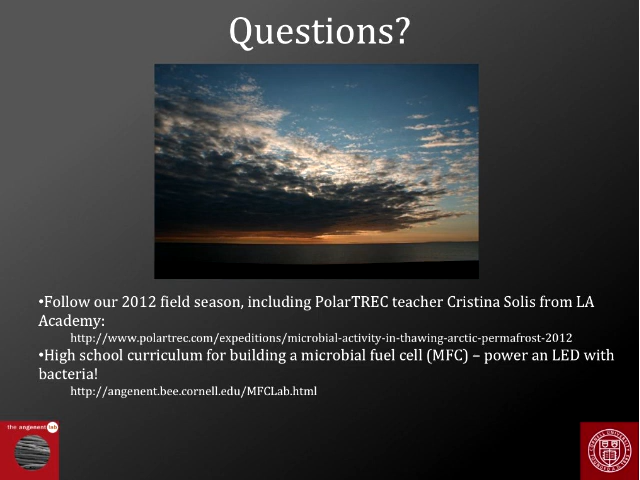 Questions?
•Follow our 2012 field season, including PolarTREC teacher Cristina Solis from LA
Academy:
http://www.polartrec.com/expeditions/microbial-activity-in-thawing-arctic-permafrost-2012
•High school curriculum for building a microbial fuel cell (MFC) – power an LED with
bacteria!
http://angenent.bee.cornell.edu/MFCLab.html
the angenent lab